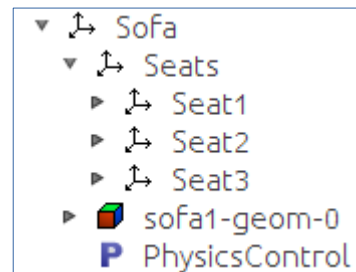 Sofa
Seats
Seat1
Seat2
Seat3
sofa1-geom-0
P PhysicsControl